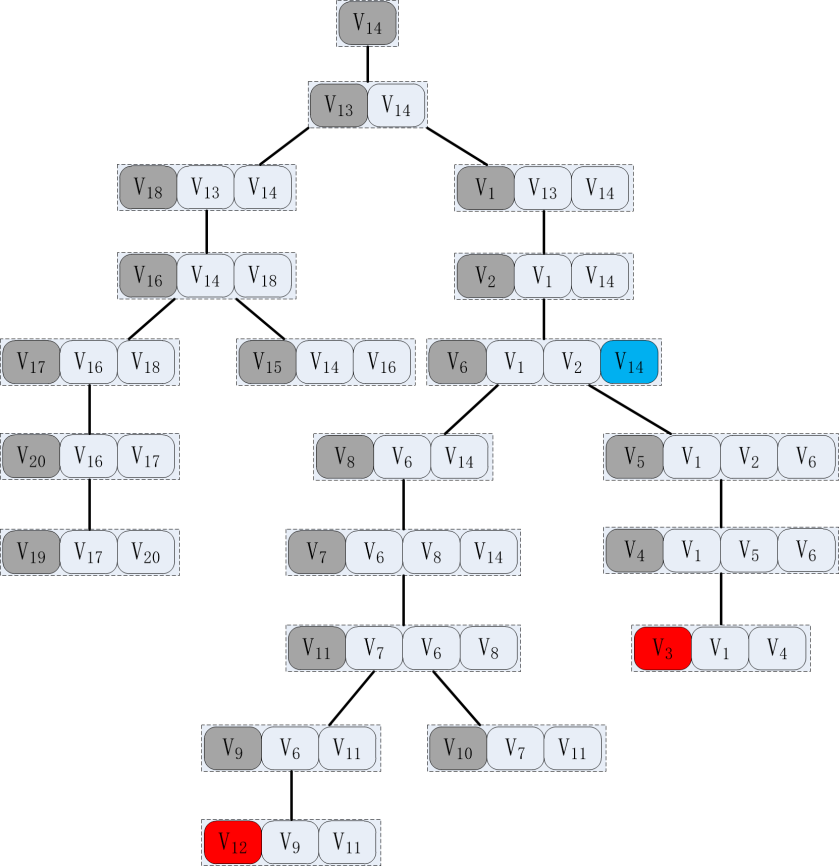 V14
V13 V14
V18 V13 V14
V1 V13 V14
V16 V14 V18
V2 V1 V14
V17 V16 V18
V15 V14 V16
V6 V1 V2 V14
V20 V16 V17
V8 V6 V14
V5 V1 V2 V6
V19 V17 V20
V7 V6 V8 V14
V4 V1 V5 V6
V11 V7 V6 V8
V3 V1 V4
V9 V6 V11
V10 V7 V11
V12 V9 V11